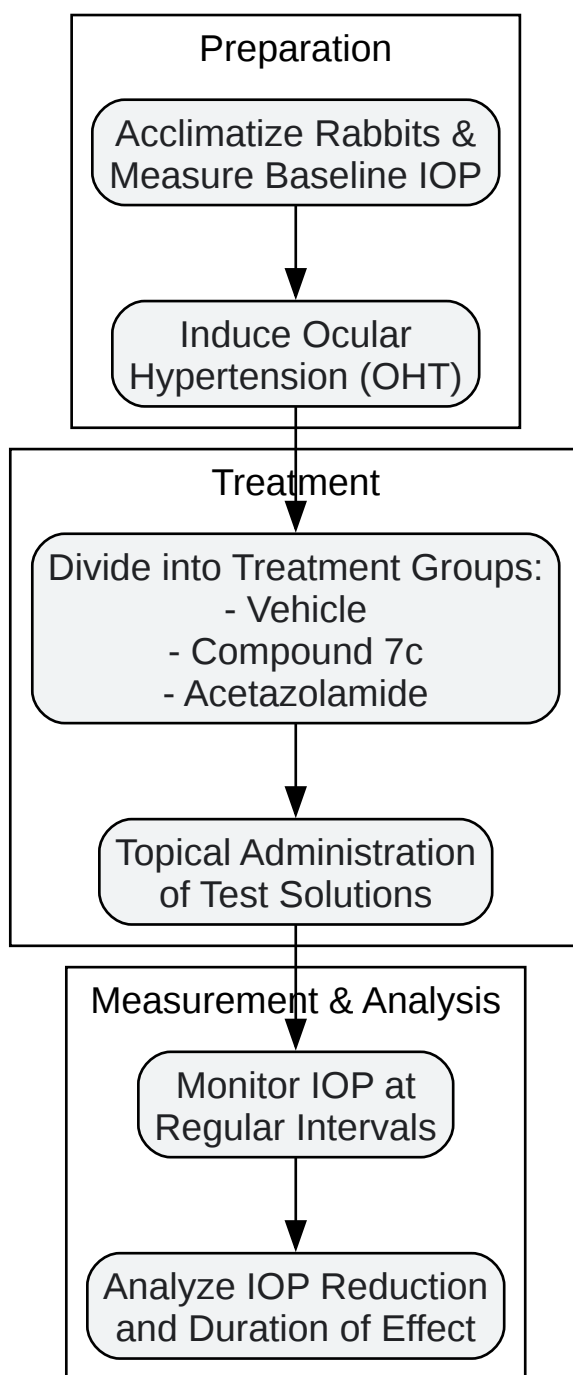 Preparation
Acclimatize Rabbits &
Measure Baseline IOP
Induce Ocular
Hypertension (OHT)
Treatment
Divide into Treatment Groups:
- Vehicle
- Compound 7c
- Acetazolamide
Topical Administration
of Test Solutions
Measurement & Analysis
Monitor IOP at
Regular Intervals
Analyze IOP Reduction
and Duration of Effect